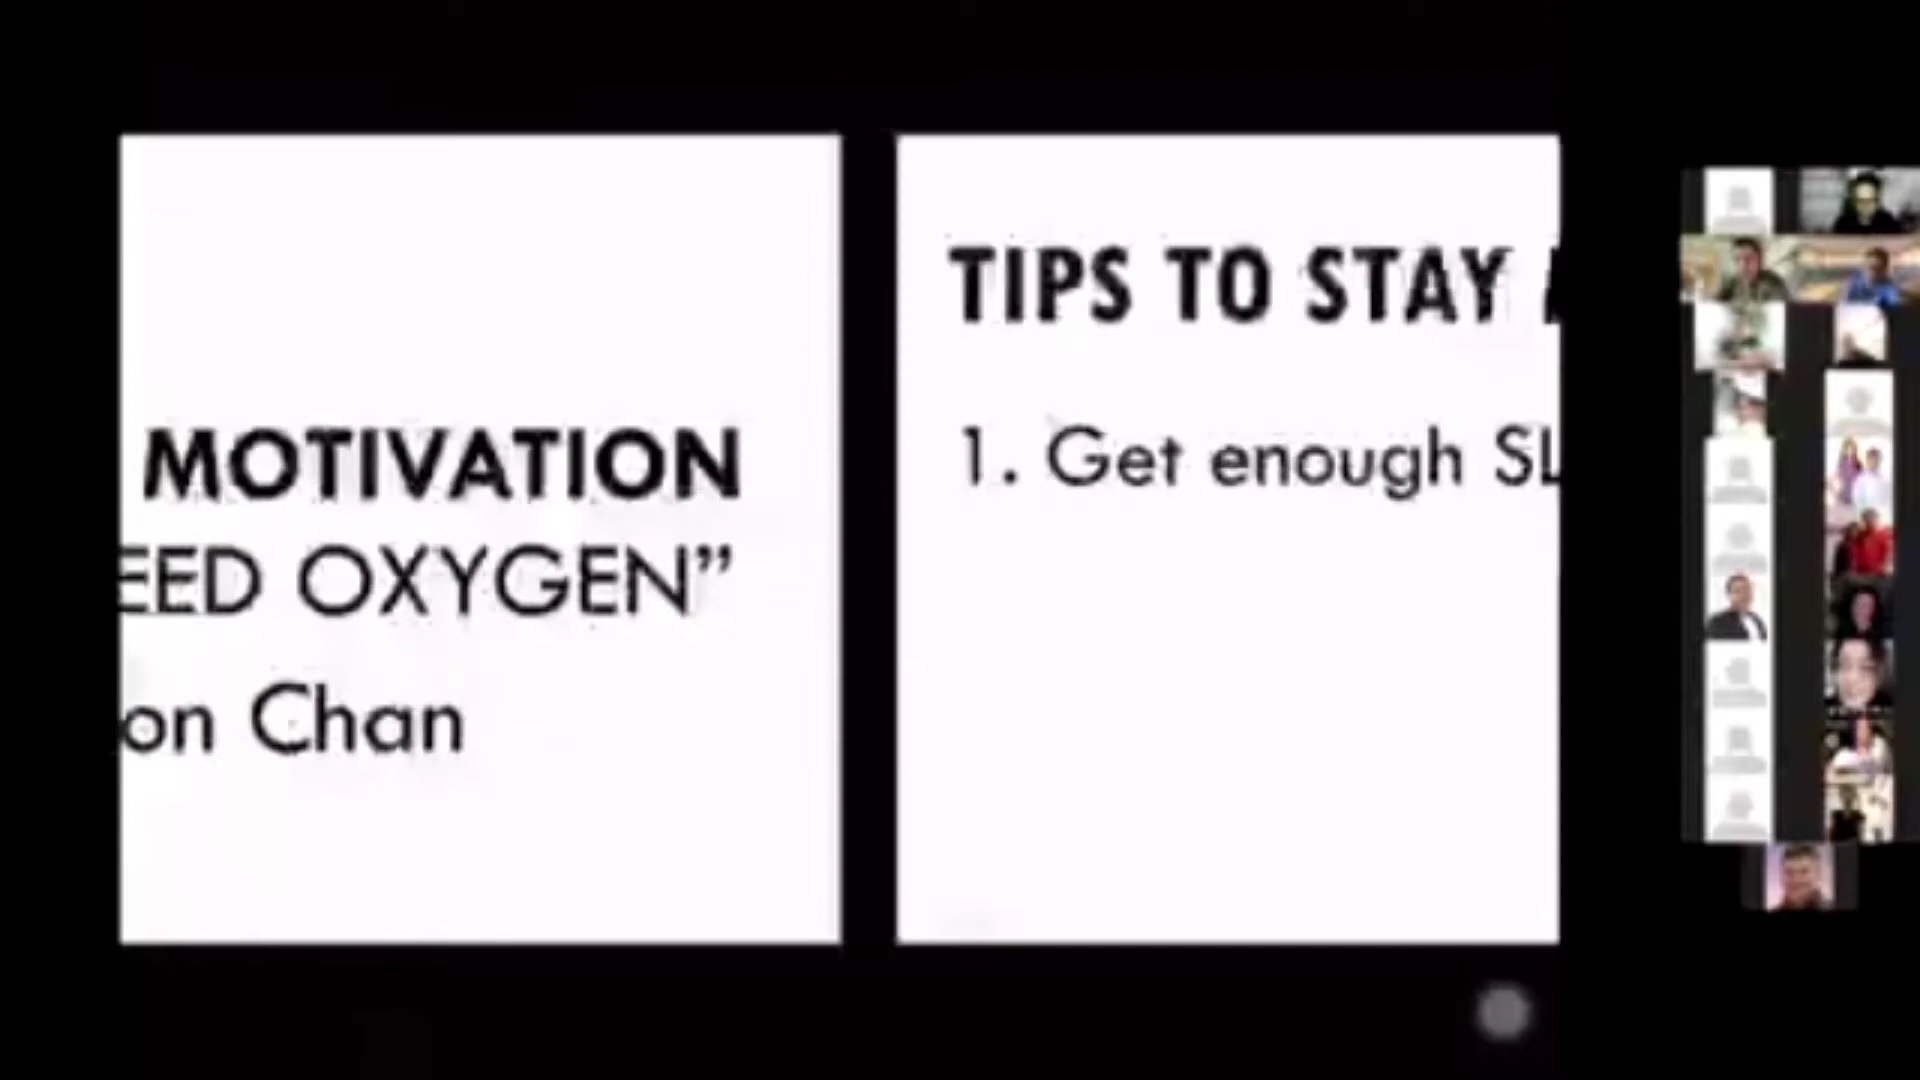 MOTIVATION
EED OXYGEN”
on Chan
TIPS TO STAY
1. Get enough SL